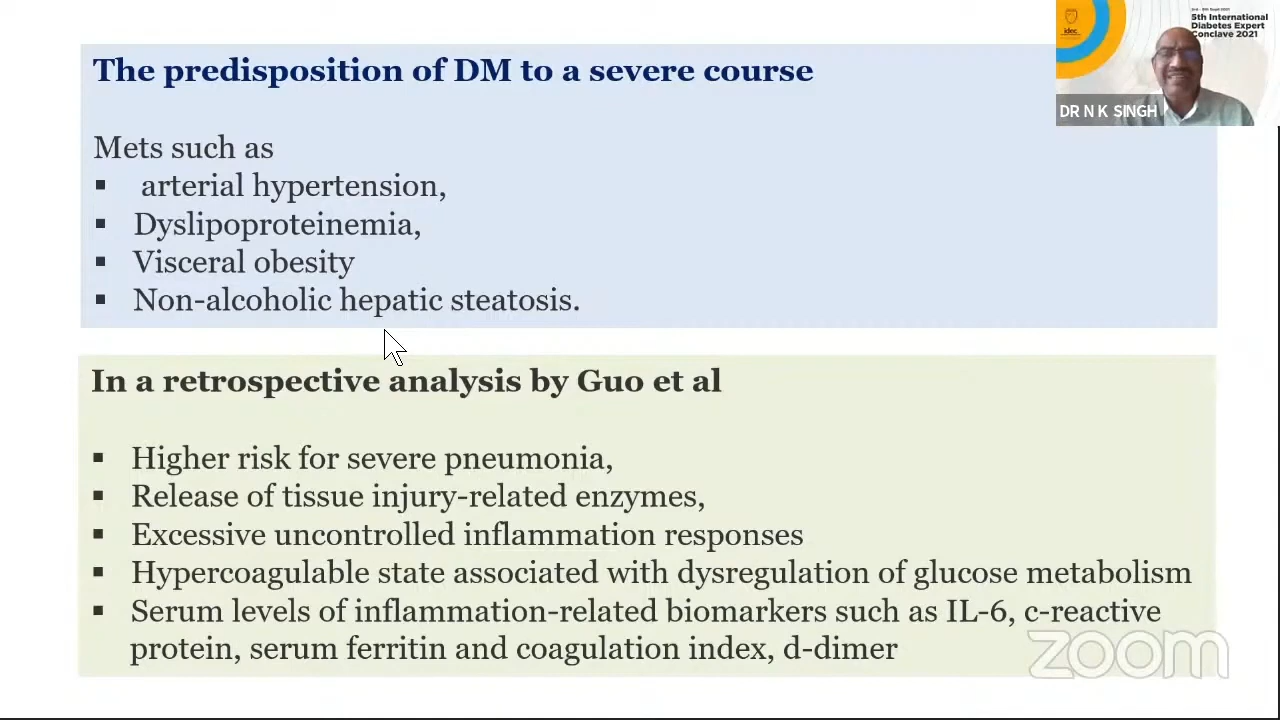 The predisposition of DM to a severe course
Mets such as
▪ arterial hypertension,
▪ Dyslipoproteinemia,
▪ Visceral obesity
▪ Non-alcoholic hepatic steatosis.
In a retrospective analysis by Guo et al
▪ Higher risk for severe pneumonia,
▪ Release of tissue injury-related enzymes,
▪ Excessive uncontrolled inflammation responses
▪ Hypercoagulable state associated with dysregulation of glucose metabolism
▪ Serum levels of inflammation-related biomarkers such as IL-6, c-reactive
protein, serum ferritin and coagulation index, d-dimer
idec
5th International
Diabetes Expert
Conclave 2021
DR N K SINGH
zoom